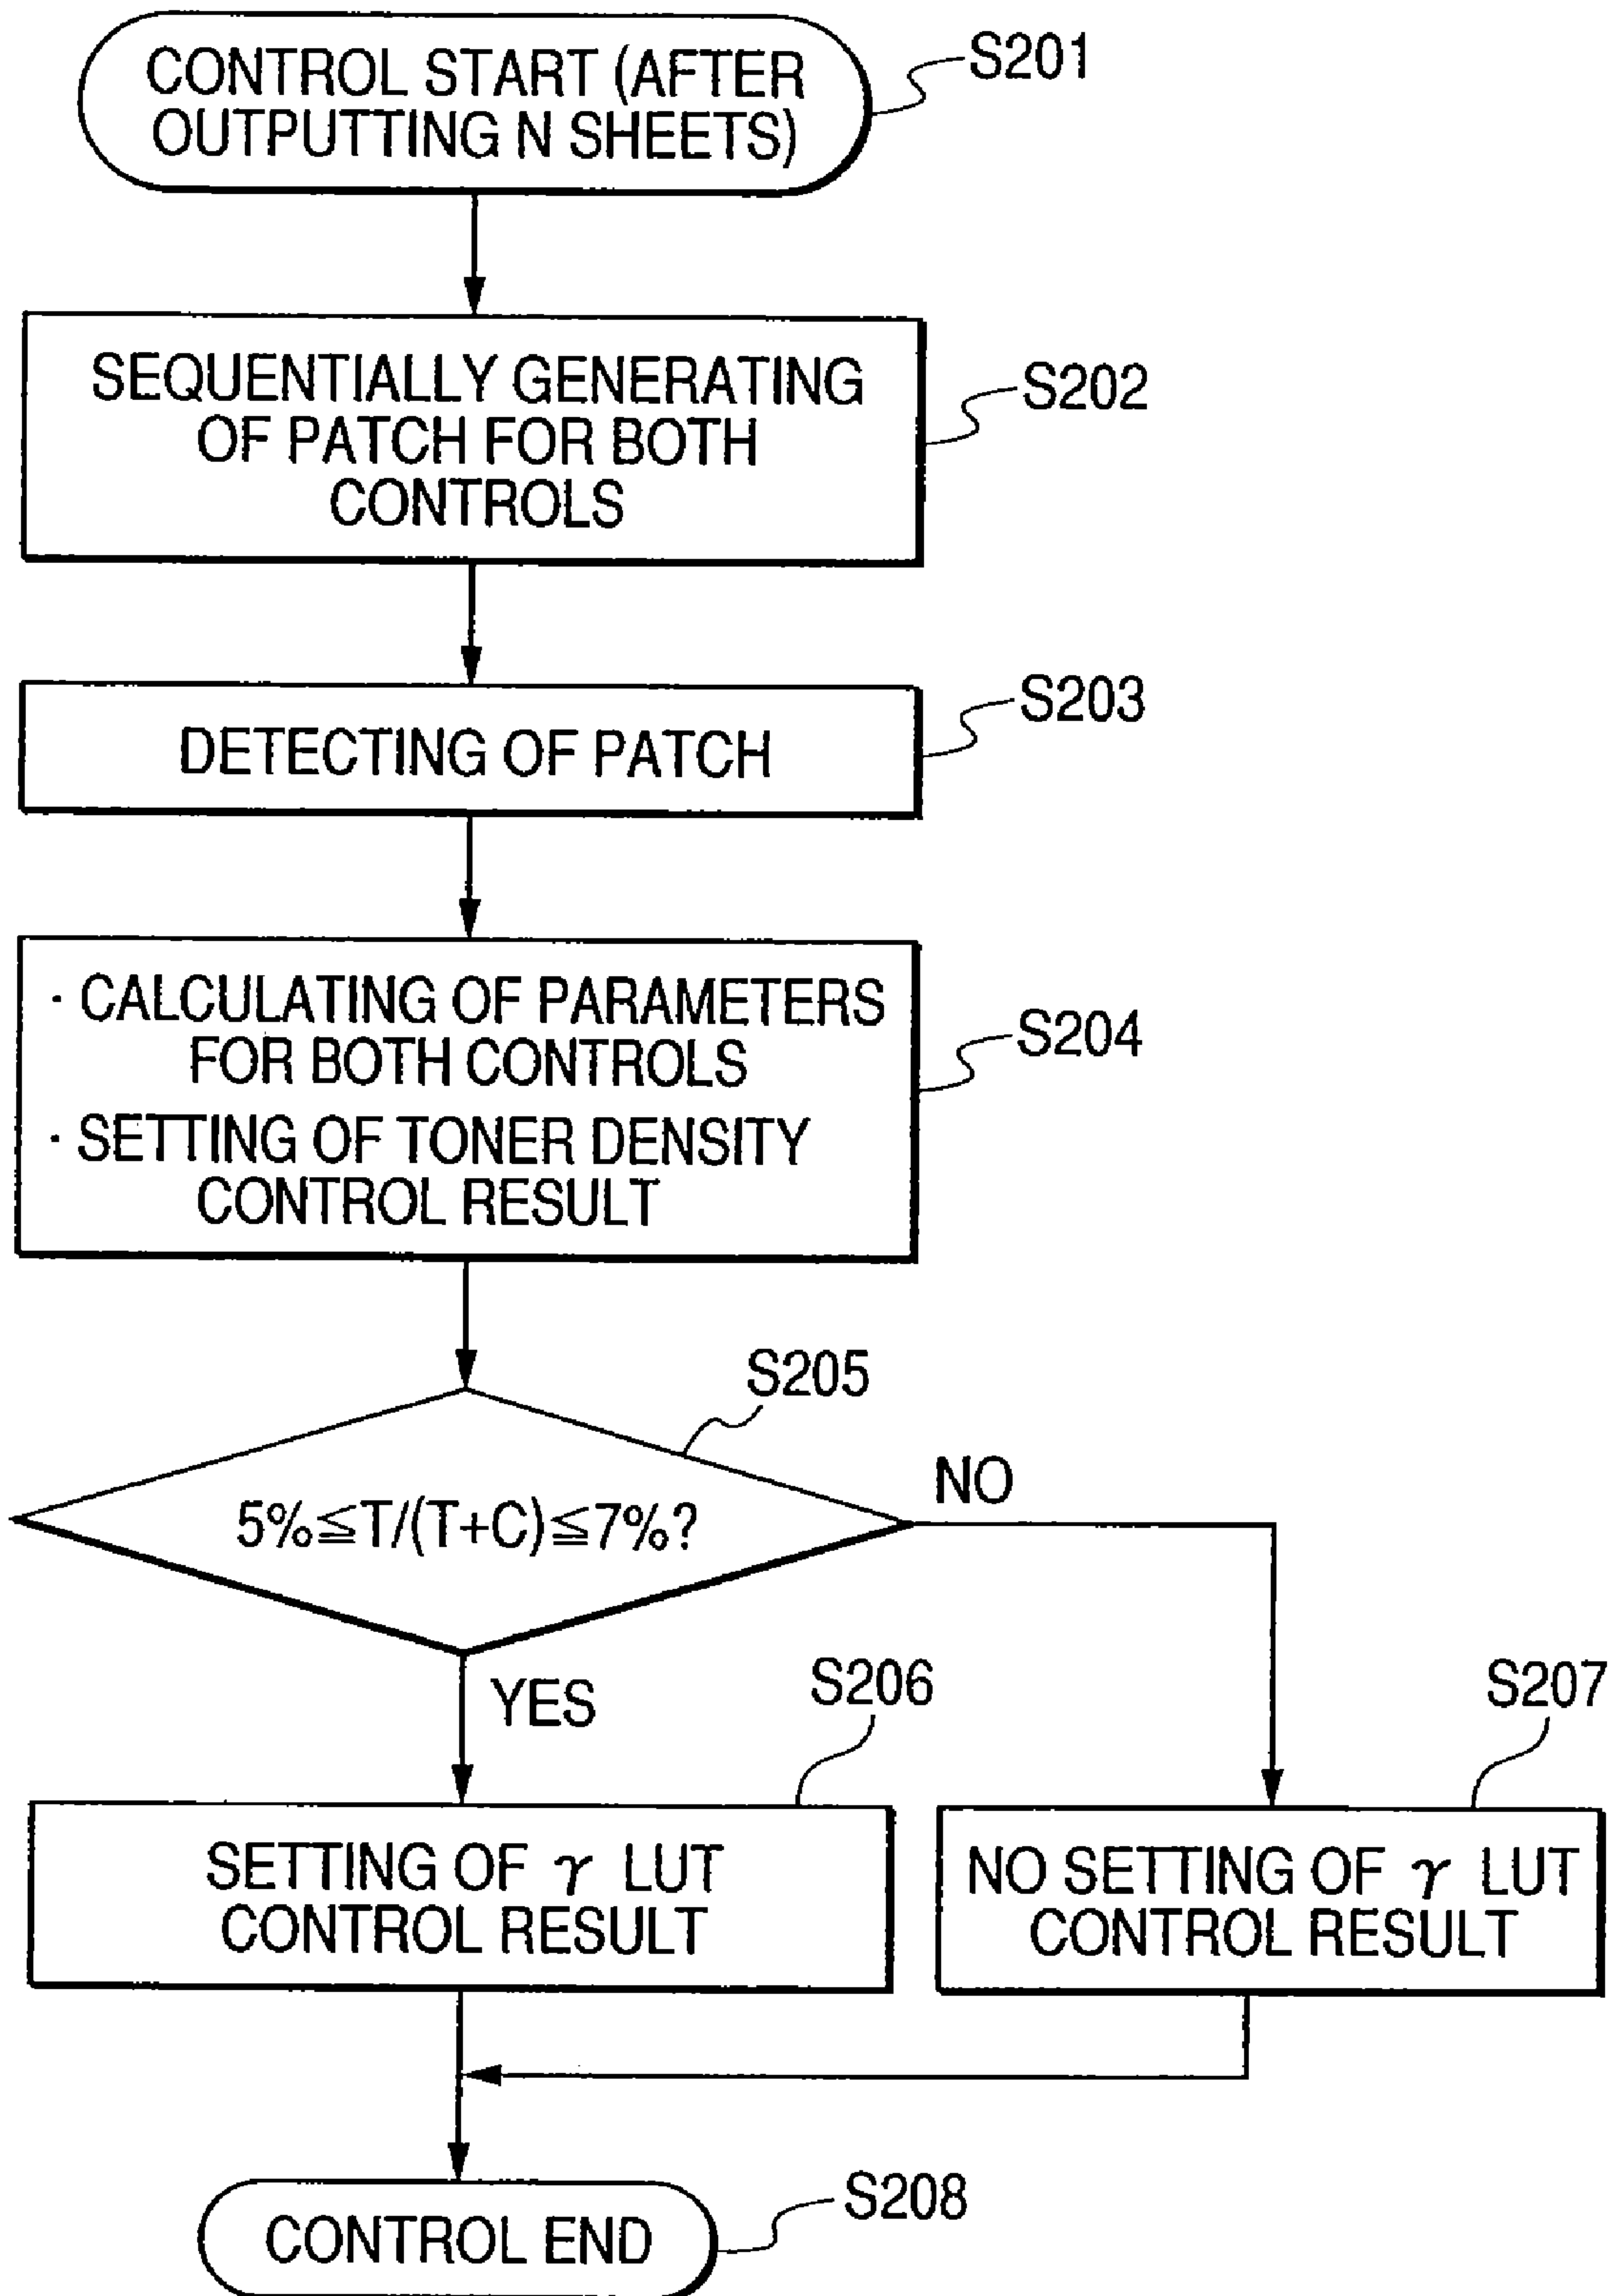 CONTROL START (AFTER
OUTPUTTING N SHEETS)
S201
SEQUENTIALLY GENERATING
OF PATCH FOR BOTH
CONTROLS
S202
DETECTING OF PATCH
S203
· CALCULATING OF PARAMETERS
FOR BOTH CONTROLS
· SETTING OF TONER DENSITY
CONTROL RESULT
S204
S205
5%≦T/(T+C)≦7%?
NO
YES
S206
S207
SETTING OF γ LUT
CONTROL RESULT
NO SETTING OF γ LUT
CONTROL RESULT
CONTROL END
S208